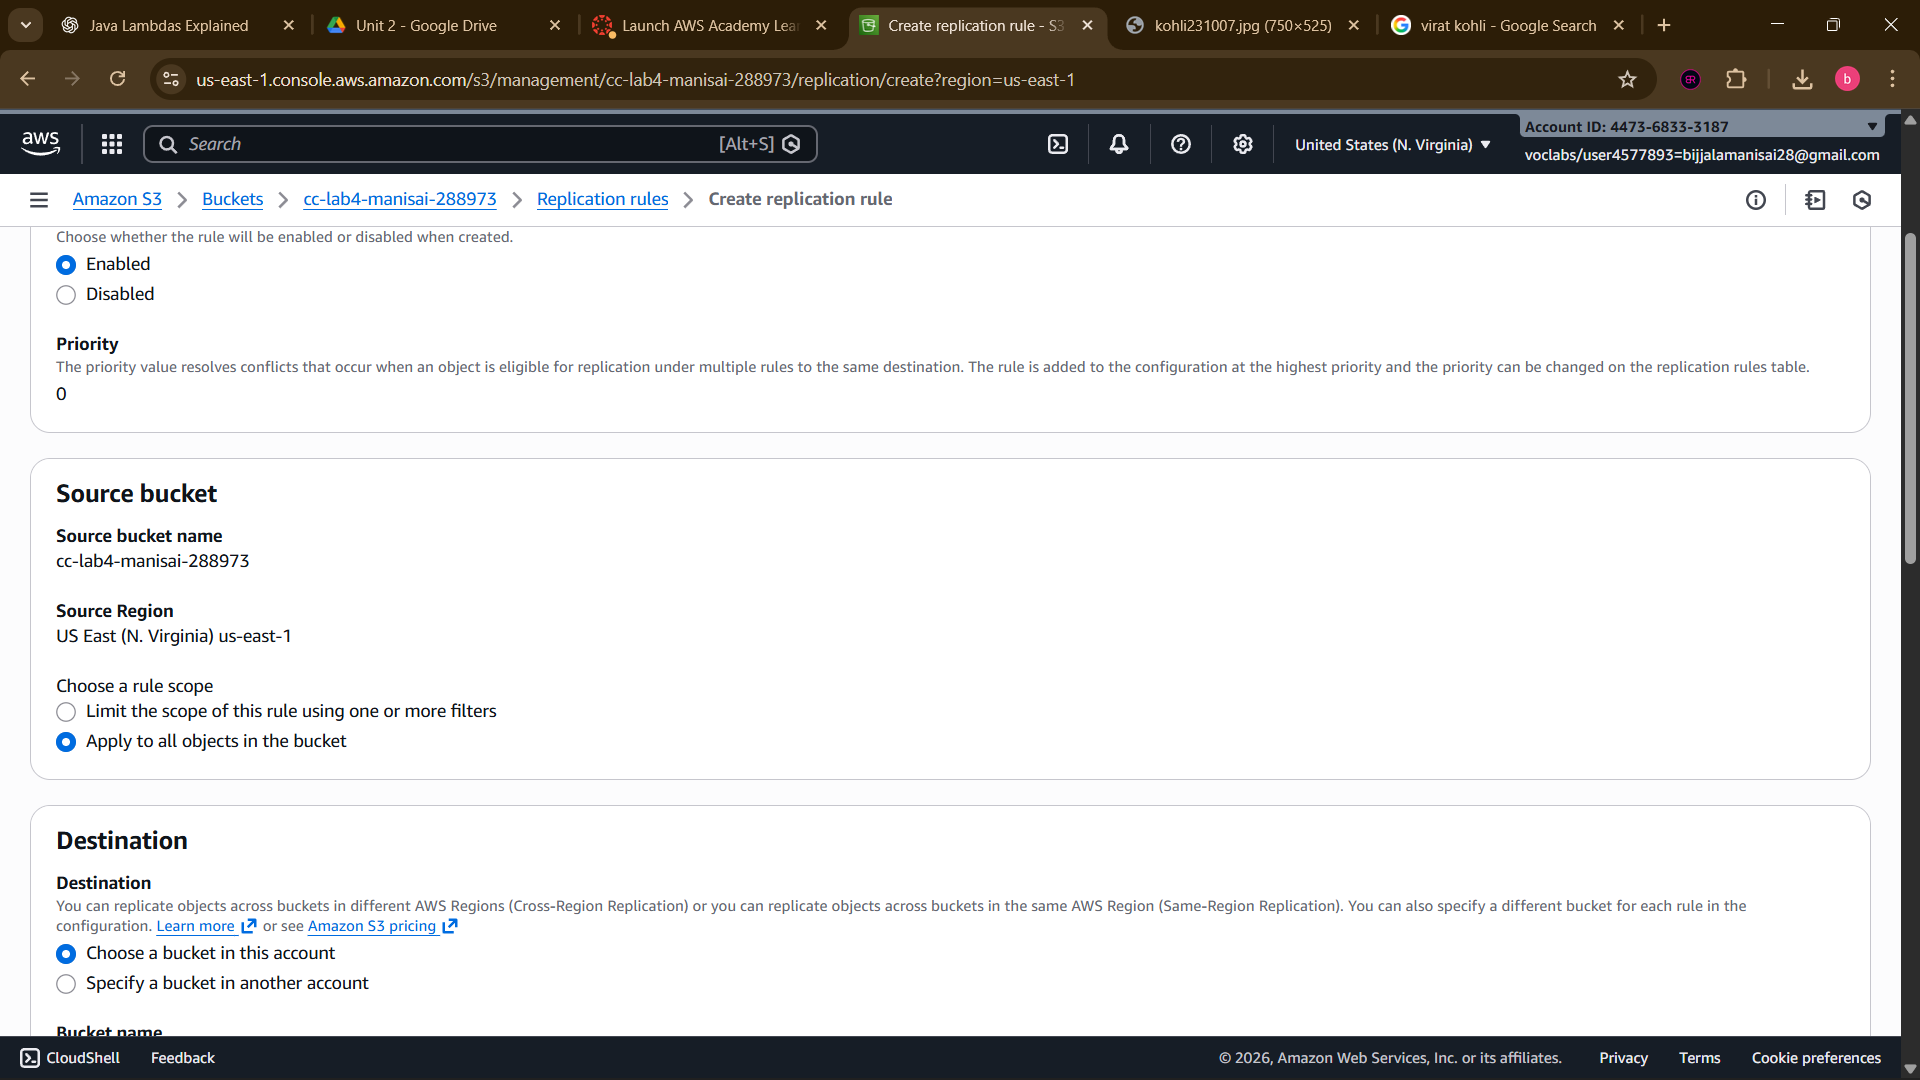 Java Lambdas Explained
Unit 2 - Google Drive
Launch AWS Academy Lea
Create replication rule - S3
kohli231007.jpg (750×525)
virat kohli - Google Search
us-east-1.console.aws.amazon.com/s3/management/cc-lab4-manisai-288973/replication/create?region=us-east-1
b
aws
Search
[Alt+S]
United States (N. Virginia)
Account ID: 4473-6833-3187
voclabs/user4577893=bijjalamanisai28@gmail.com
Amazon S3
Buckets
cc-lab4-manisai-288973
Replication rules
Create replication rule
Choose whether the rule will be enabled or disabled when created.
Enabled
Disabled
Priority
The priority value resolves conflicts that occur when an object is eligible for replication under multiple rules to the same destination. The rule is added to the configuration at the highest priority and the priority can be changed on the replication rules table.
0
Source bucket
Source bucket name
cc-lab4-manisai-288973
Source Region
US East (N. Virginia) us-east-1
Choose a rule scope
Limit the scope of this rule using one or more filters
Apply to all objects in the bucket
Destination
Destination
You can replicate objects across buckets in different AWS Regions (Cross-Region Replication) or you can replicate objects across buckets in the same AWS Region (Same-Region Replication). You can also specify a different bucket for each rule in the
configuration. Learn more or see Amazon S3 pricing
Choose a bucket in this account
Specify a bucket in another account
Bucket name
CloudShell
Feedback
© 2026, Amazon Web Services, Inc. or its affiliates.
Privacy
Terms
Cookie preferences